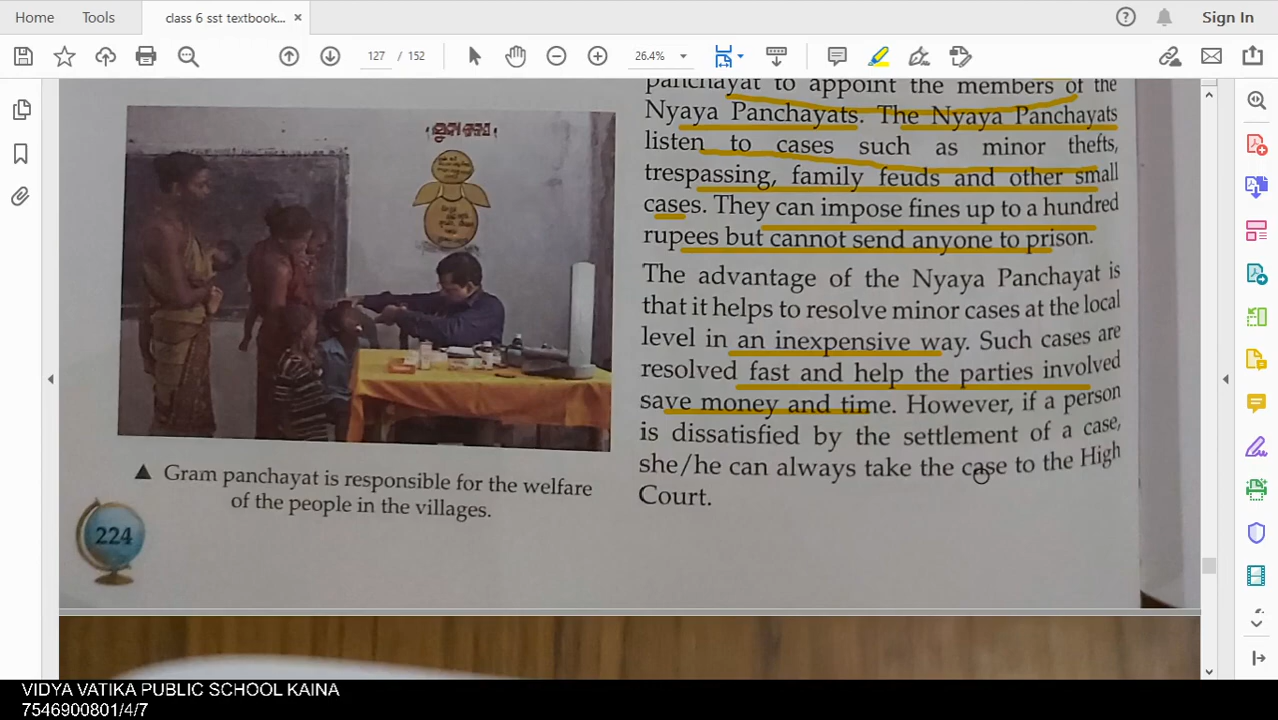 Home
Tools
class 6 sst textbook...
Sign In
127 / 152
26.4%
panchayat to appoint the members of the
Nyaya Panchayats. The Nyaya Panchayats
listen to cases such as minor thefts,
trespassing, family feuds and other small
cases. They can impose fines up to a hundred
rupees but cannot send anyone to prison.
The advantage of the Nyaya Panchayat is
that it helps to resolve minor cases at the local
level in an inexpensive way. Such cases are
resolved fast and help the parties involved
save money and time. However, if a person
is dissatisfied by the settlement of a case,
she/he can always take the case to the High
Court.
▲ Gram panchayat is responsible for the welfare
of the people in the villages.
224
VIDYA VATIKA PUBLIC SCHOOL KAINA
7546900801/4/7